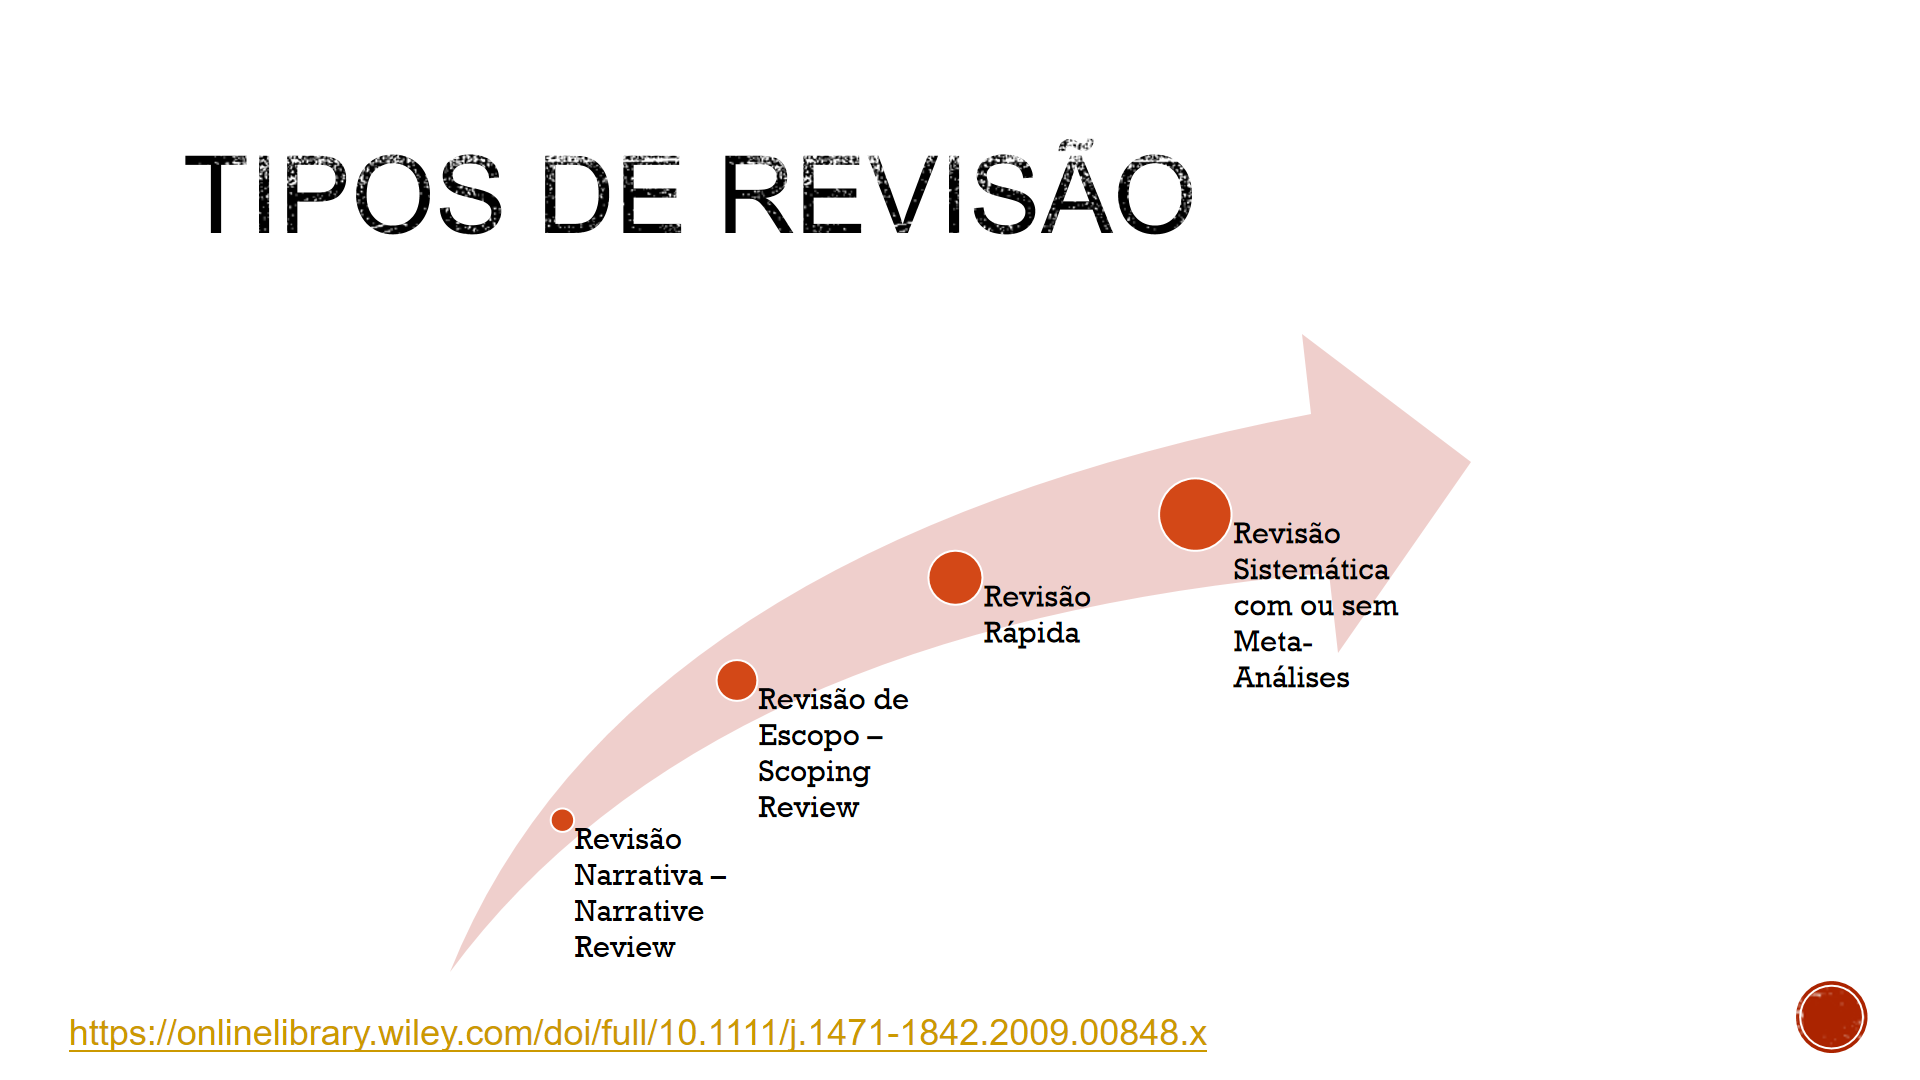 TIPOS DE REVISÃO
Revisão
Narrativa –
Narrative
Review
Revisão de
Escopo –
Scoping
Review
Revisão
Rápida
Revisão
Sistemática
com ou sem
Meta-
Análises
https://onlinelibrary.wiley.com/doi/full/10.1111/j.1471-1842.2009.00848.x